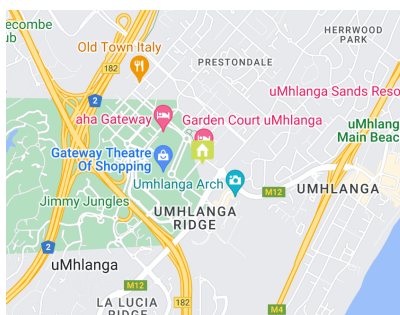 ecombe
ub
HERRWOOD
PARK
Old Town Italy
182
PRESTONDALE
2
uMhlanga Sands Reso
aha Gateway
Garden Court uMhlanga
uMhlang
Main Beac
Gateway Theatre
Of Shopping
Umhlanga Arch
M12
UMHLANGA
Jimmy Jungles
UMHLANGA
RIDGE
2
uMhlanga
M12
LA LUCIA
RIDGE
182
M4